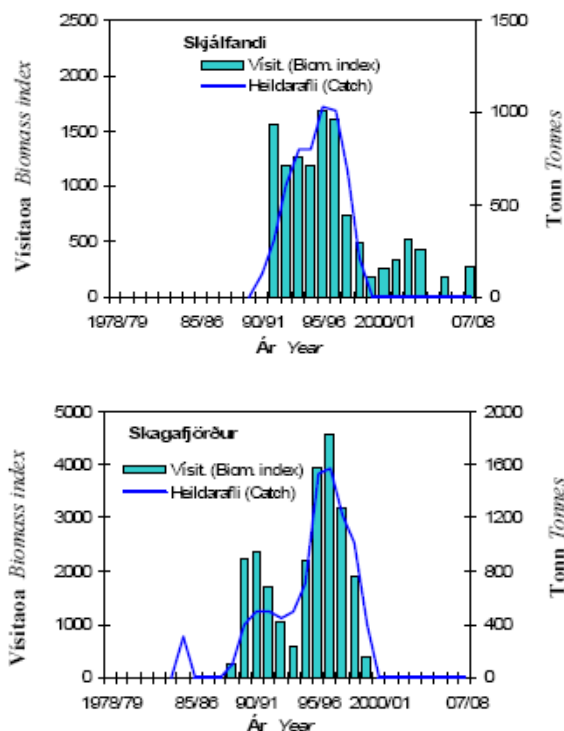 Skjálfandi
Vísit. (Biom. index)
Heildarafli (Catch)
2500
2000
1500
1000
500
0
1500
1000
500
0
Vísitaoa Biomass index
Tonn Tonnes
1978/79 85/86 90/91 95/96 2000/01 07/08
Ár Year
Skagafjörður
Vísit. (Biom. index)
Heildarafli (Catch)
5000
4000
3000
2000
1000
0
2000
1600
1200
800
400
0
Vísitaoa Biomass index
Tonn Tonnes
1978/79 85/86 90/91 95/96 2000/01 07/08
Ár Year